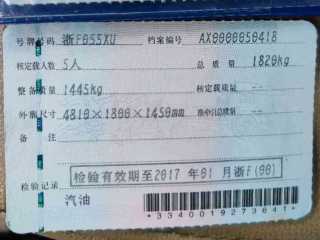 号牌号码 浙F055XU 档案编号 AX0000050418
核定载人数 5人 总质量 1820kg
整备质量 1445kg 核定载质量 --
外廓尺寸 4810×1800×1450mm 准牵引总质量 --
备注
检验有效期至2017年01月浙F(00)
检验记录
汽油
*3340019273641*